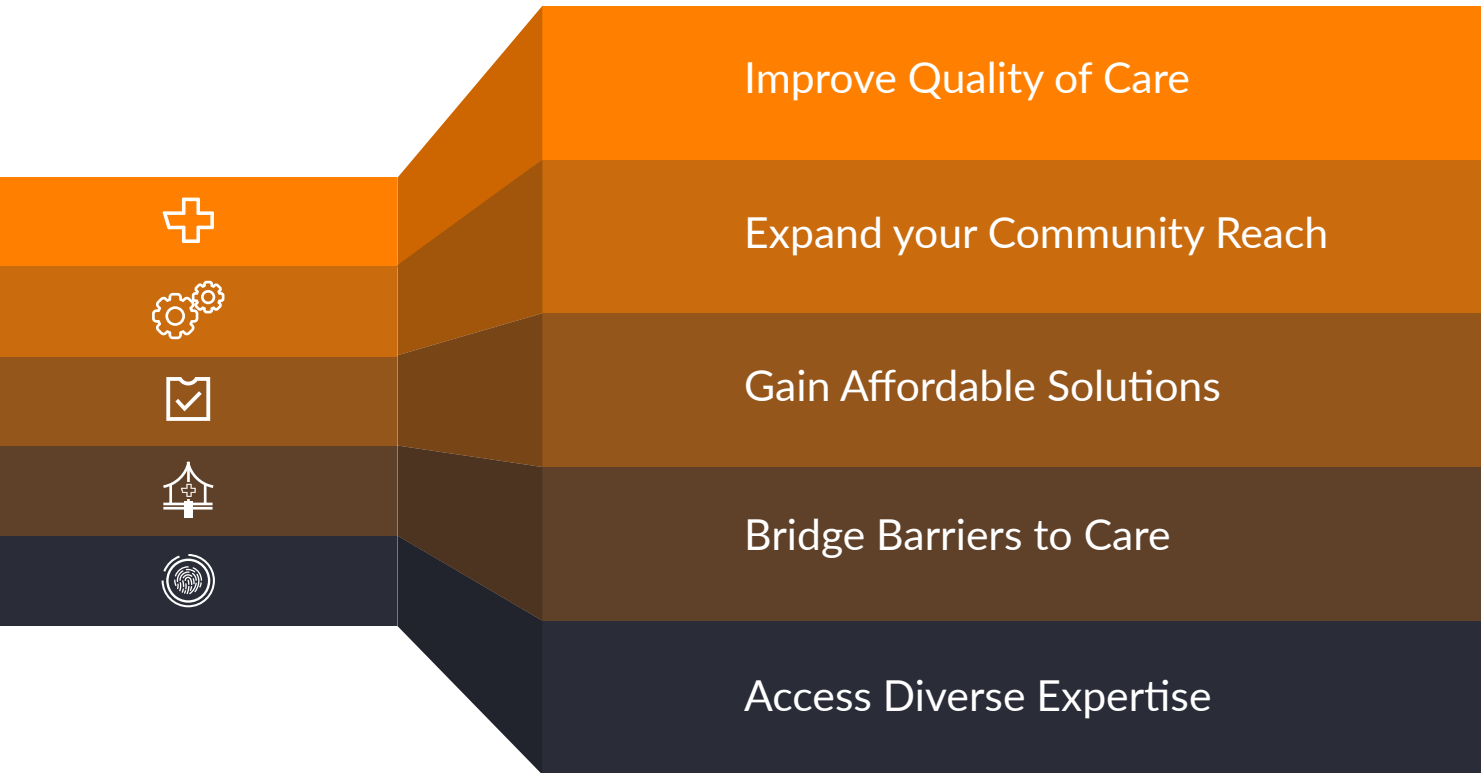 Improve Quality of Care
Expand your Community Reach
Gain Affordable Solutions
Bridge Barriers to Care
Access Diverse Expertise